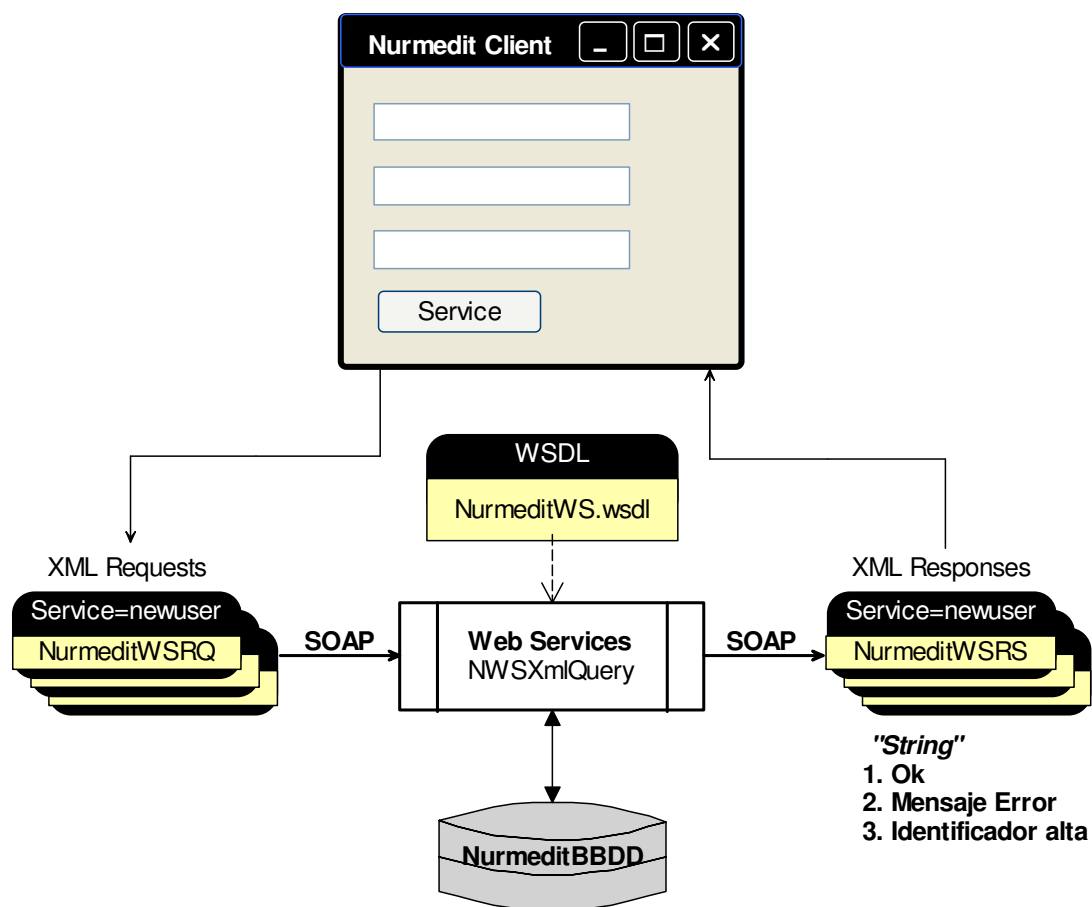 Nurmedit Client
Service
WSDL
NurmeditWS.wsdl
XML Requests
Service=newuser
NurmeditWSRQ
SOAP
Web Services
NWSXmlQuery
SOAP
XML Responses
Service=newuser
NurmeditWSRS
"String"
1. Ok
2. Mensaje Error
3. Identificador alta
NurmeditBBDD